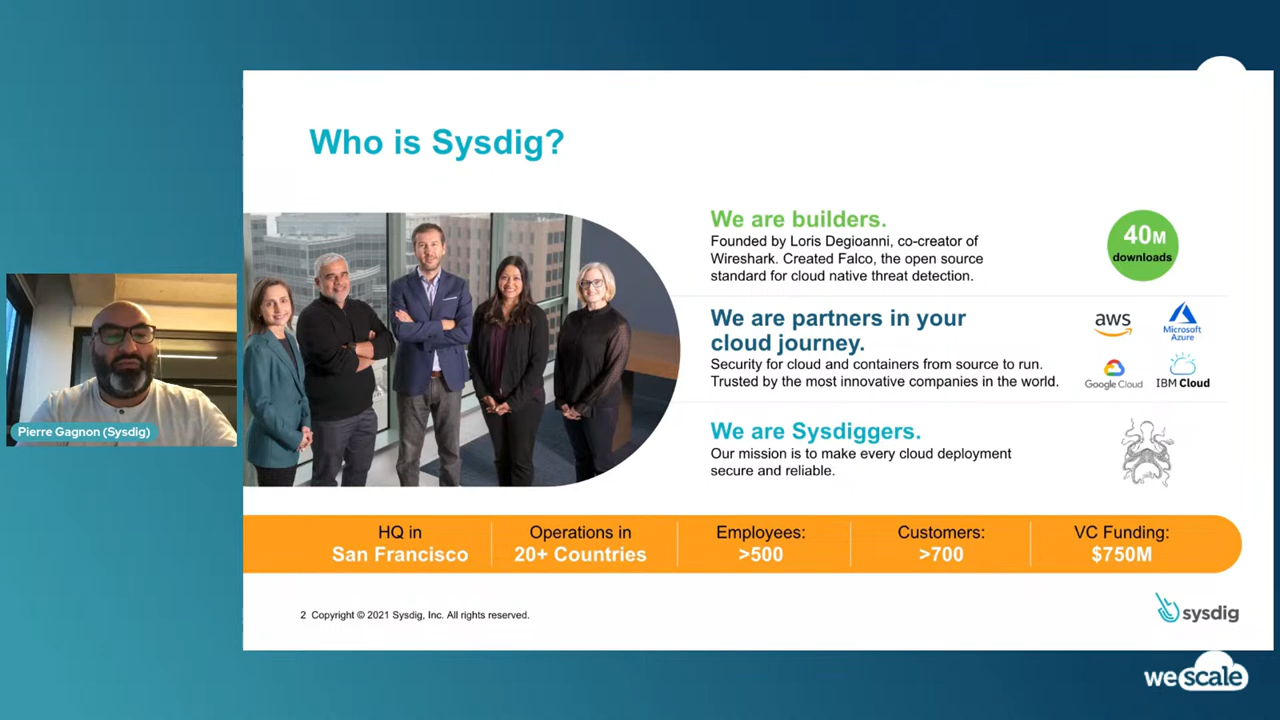 Who is Sysdig?
We are builders.
Founded by Loris Degioanni, co-creator of
Wireshark. Created Falco, the open source
standard for cloud native threat detection.
40M
downloads
We are partners in your
cloud journey.
Security for cloud and containers from source to run.
Trusted by the most innovative companies in the world.
aws
Microsoft
Azure
Google Cloud
IBM Cloud
We are Sysdiggers.
Our mission is to make every cloud deployment
secure and reliable.
Pierre Gagnon (Sysdig)
HQ in
San Francisco
Operations in
20+ Countries
Employees:
>500
Customers:
>700
VC Funding:
$750M
2 Copyright © 2021 Sysdig, Inc. All rights reserved.
sysdig
wescale